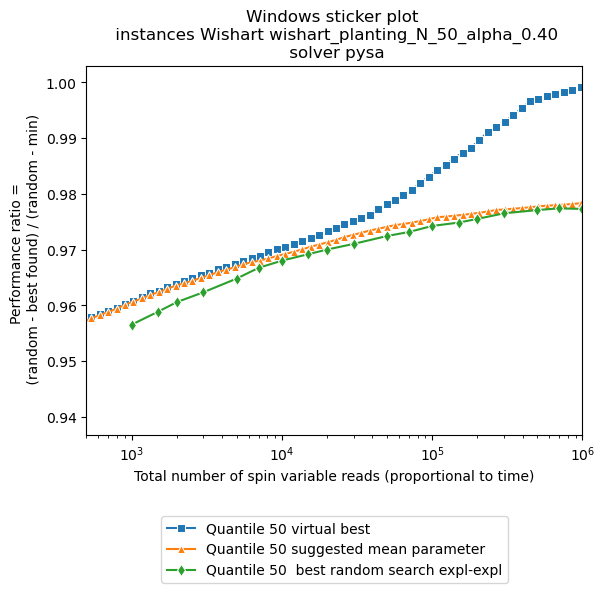 Windows sticker plot
instances Wishart wishart_planting_N_50_alpha_0.40
solver pysa
Performance ratio =
(random - best found) / (random - min)
1.00
0.99
0.98
0.97
0.96
0.95
0.94
10^3
10^4
10^5
10^6
Total number of spin variable reads (proportional to time)
Quantile 50 virtual best
Quantile 50 suggested mean parameter
Quantile 50  best random search expl-expl